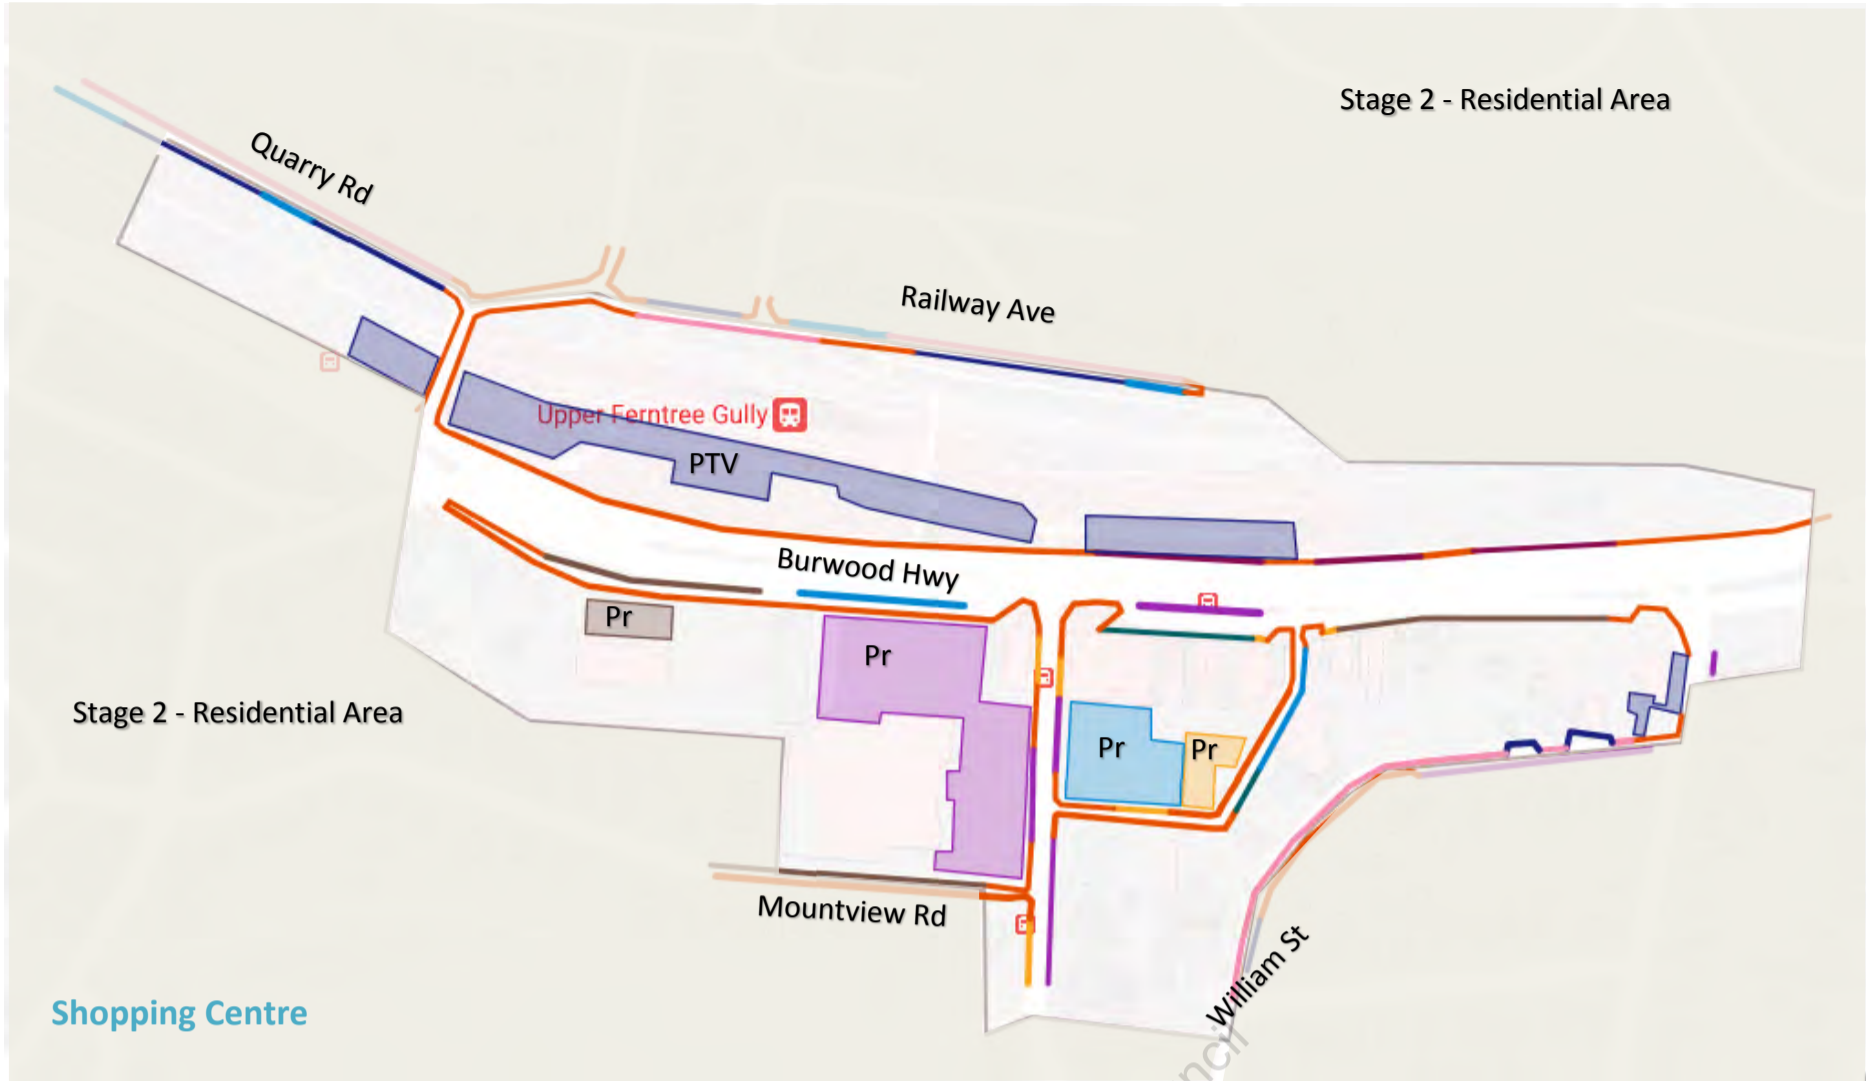 Stage 2 - Residential Area
Quarry Rd
Railway Ave
Upper Ferntree Gully
PTV
Burwood Hwy
Pr
Pr
Stage 2 - Residential Area
Pr
Pr
Mountview Rd
William St
Shopping Centre